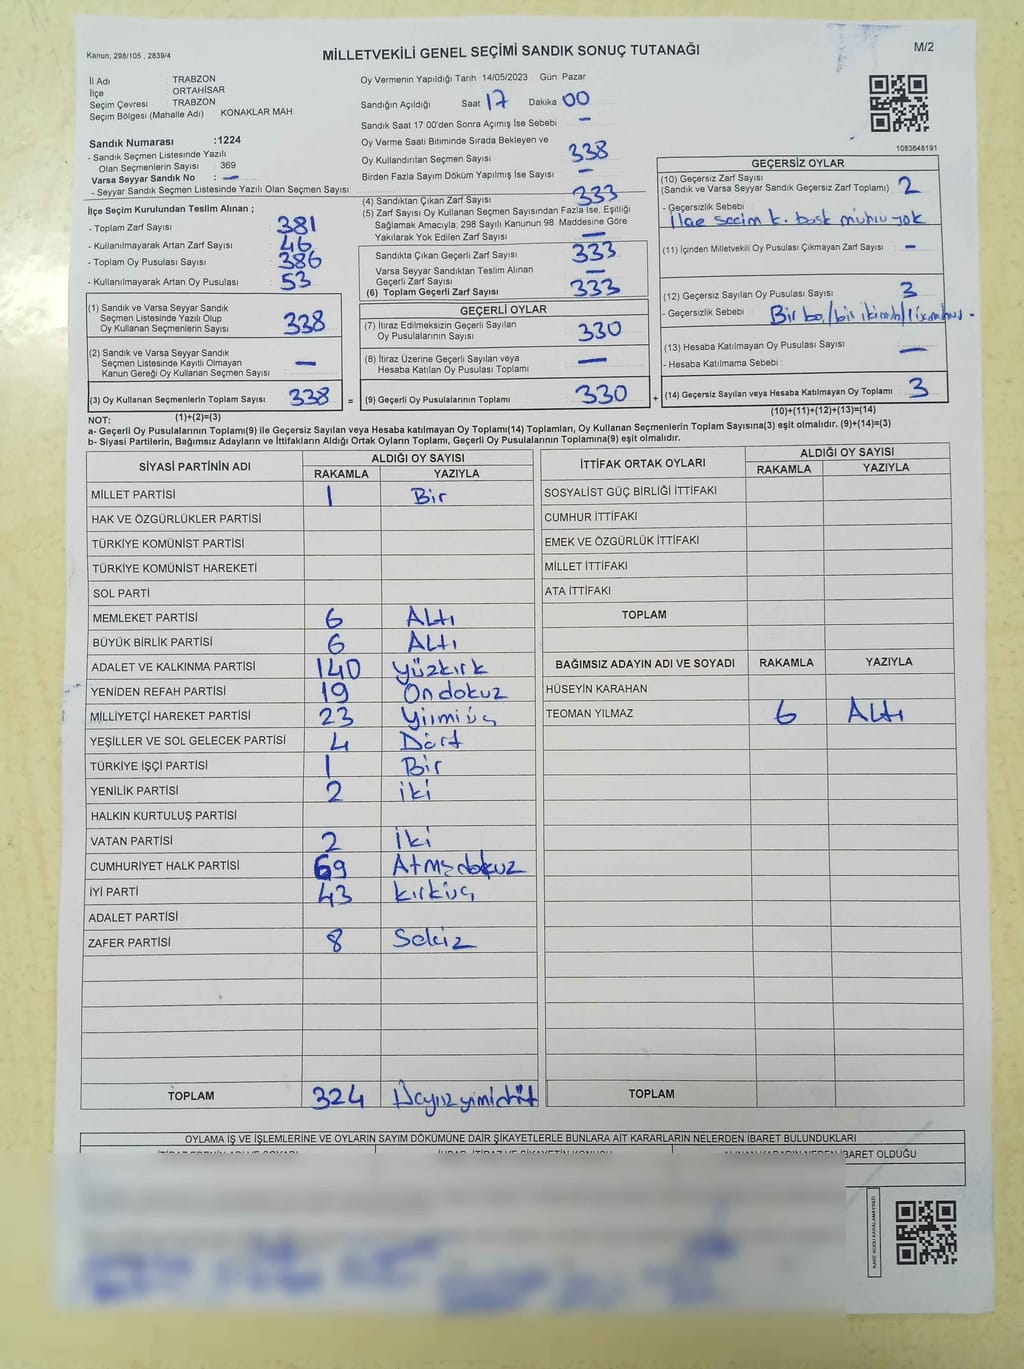 Kanun, 298/105 , 2839/4
MİLLETVEKİLİ GENEL SEÇİMİ SANDIK SONUÇ TUTANAĞI
M/2
İl Adı : TRABZON
İlçe : ORTAHİSAR
Seçim Çevresi : TRABZON
Seçim Bölgesi (Mahalle Adı) : KONAKLAR MAH
Sandık Numarası :1224
- Sandık Seçmen Listesinde Yazılı
Olan Seçmenlerin Sayısı : 369
Varsa Seyyar Sandık No : —
- Seyyar Sandık Seçmen Listesinde Yazılı Olan Seçmen Sayısı:
Oy Vermenin Yapıldığı Tarih 14/05/2023 Gün Pazar
Sandığın Açıldığı Saat 17 Dakika 00
Sandık Saat 17:00'den Sonra Açımış İse Sebebi : —
Oy Verme Saati Bitiminde Sırada Bekleyen ve
Oy Kullandırılan Seçmen Sayısı : 338
Birden Fazla Sayım Döküm Yapılmış İse Sayısı : —
1083648191
İlçe Seçim Kurulundan Teslim Alınan ;
- Toplam Zarf Sayısı : 381
- Kullanılmayarak Artan Zarf Sayısı : 46
- Toplam Oy Pusulası Sayısı : 386
- Kullanılmayarak Artan Oy Pusulası : 53
(4) Sandıktan Çıkan Zarf Sayısı : 333
(5) Zarf Sayısı Oy Kullanan Seçmen Sayısından Fazla İse, Eşitliği
Sağlamak Amacıyla; 298 Sayılı Kanunun 98. Maddesine Göre
Yakılarak Yok Edilen Zarf Sayısı : —
Sandıkta Çıkan Geçerli Zarf Sayısı : 333
Varsa Seyyar Sandıktan Teslim Alınan
Geçerli Zarf Sayısı : —
(6) Toplam Geçerli Zarf Sayısı : 333
GEÇERSİZ OYLAR
(10) Geçersiz Zarf Sayısı
(Sandık ve Varsa Seyyar Sandık Geçersiz Zarf Toplamı) : 2
- Geçersizlik Sebebi :
İlçe seçim k. başk mührü yok
(11) İçinden Milletvekili Oy Pusulası Çıkmayan Zarf Sayısı : —
(12) Geçersiz Sayılan Oy Pusulası Sayısı : 3
- Geçersizlik Sebebi :
(13) Hesaba Katılmayan Oy Pusulası Sayısı : —
- Hesaba Katılmama Sebebi :
(14) Geçersiz Sayılan veya Hesaba Katılmayan Oy Toplamı : 3
(10)+(11)+(12)+(13)=(14)
(1) Sandık ve Varsa Seyyar Sandık
Seçmen Listesinde Yazılı Olup
Oy Kullanan Seçmenlerin Sayısı : 338
(2) Sandık ve Varsa Seyyar Sandık
Seçmen Listesinde Kayıtlı Olmayan
Kanun Gereği Oy Kullanan Seçmen Sayısı : —
(3) Oy Kullanan Seçmenlerin Toplam Sayısı : 338 =
(1)+(2)=(3)
GEÇERLİ OYLAR
(7) İtiraz Edilmeksizin Geçerli Sayılan
Oy Pusulalarının Sayısı : 330
(8) İtiraz Üzerine Geçerli Sayılan veya
Hesaba Katılan Oy Pusulası Toplamı : —
(9) Geçerli Oy Pusulalarının Toplamı : 330 +
NOT:
a- Geçerli Oy Pusulalarının Toplamı(9) ile Geçersiz Sayılan veya Hesaba Katılmayan Oy Toplamı(14) Toplamları, Oy Kullanan Seçmenlerin Toplam Sayısına(3) eşit olmalıdır. (9)+(14)=(3)
b- Siyasi Partilerin, Bağımsız Adayların ve İttifakların Aldığı Ortak Oyların Toplamı, Geçerli Oy Pusulalarının Toplamına(9) eşit olmalıdır.
SİYASİ PARTİNİN ADI ALDIĞI OY SAYISI
RAKAMLA YAZIYLA
MİLLET PARTİSİ 1 Bir
HAK VE ÖZGÜRLÜKLER PARTİSİ
TÜRKİYE KOMÜNİST PARTİSİ
TÜRKİYE KOMÜNİST HAREKETİ
SOL PARTİ
MEMLEKET PARTİSİ 6 Altı
BÜYÜK BİRLİK PARTİSİ 6 Altı
ADALET VE KALKINMA PARTİSİ 140 Yüzkırk
YENİDEN REFAH PARTİSİ 19 Ondokuz
MİLLİYETÇİ HAREKET PARTİSİ 23 Yirmiüç
YEŞİLLER VE SOL GELECEK PARTİSİ 4 Dört
TÜRKİYE İŞÇİ PARTİSİ 1 Bir
YENİLİK PARTİSİ 2 iki
HALKIN KURTULUŞ PARTİSİ
VATAN PARTİSİ 2 iki
CUMHURİYET HALK PARTİSİ 69 Atmışdokuz
İYİ PARTİ 43 kırküç
ADALET PARTİSİ
ZAFER PARTİSİ 8 Sekiz
TOPLAM 324 Üçyüzyirmidört
İTTİFAK ORTAK OYLARI ALDIĞI OY SAYISI
RAKAMLA YAZIYLA
SOSYALİST GÜÇ BİRLİĞİ İTTİFAKI
CUMHUR İTTİFAKI
EMEK VE ÖZGÜRLÜK İTTİFAKI
MİLLET İTTİFAKI
ATA İTTİFAKI
TOPLAM
BAĞIMSIZ ADAYIN ADI VE SOYADI RAKAMLA YAZIYLA
HÜSEYİN KARAHAN
TEOMAN YILMAZ 6 Altı
TOPLAM
OYLAMA İŞ VE İŞLEMLERİNE VE OYLARIN SAYIM DÖKÜMÜNE DAİR ŞİKAYETLERLE BUNLARA AİT KARARLARIN NELERDEN İBARET BULUNDUKLARI
İBARET OLDUĞU
KARE KODU KARALAMAYINIZ!